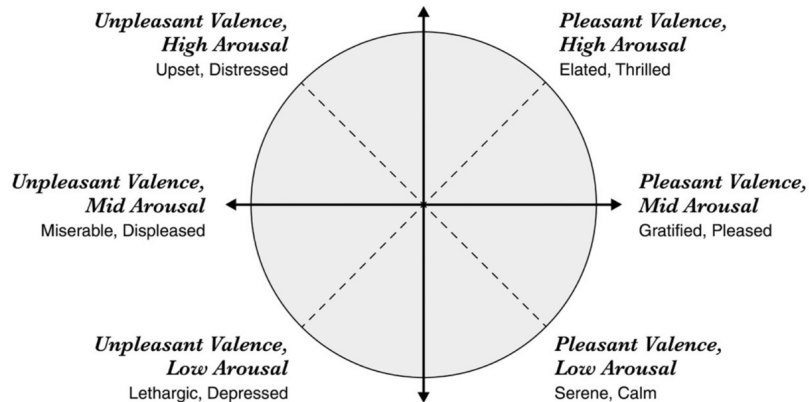 Unpleasant Valence,
High Arousal
Upset, Distressed
Pleasant Valence,
High Arousal
Elated, Thrilled
Unpleasant Valence,
Mid Arousal
Miserable, Displeased
Pleasant Valence,
Mid Arousal
Gratified, Pleased
Unpleasant Valence,
Low Arousal
Lethargic, Depressed
Pleasant Valence,
Low Arousal
Serene, Calm